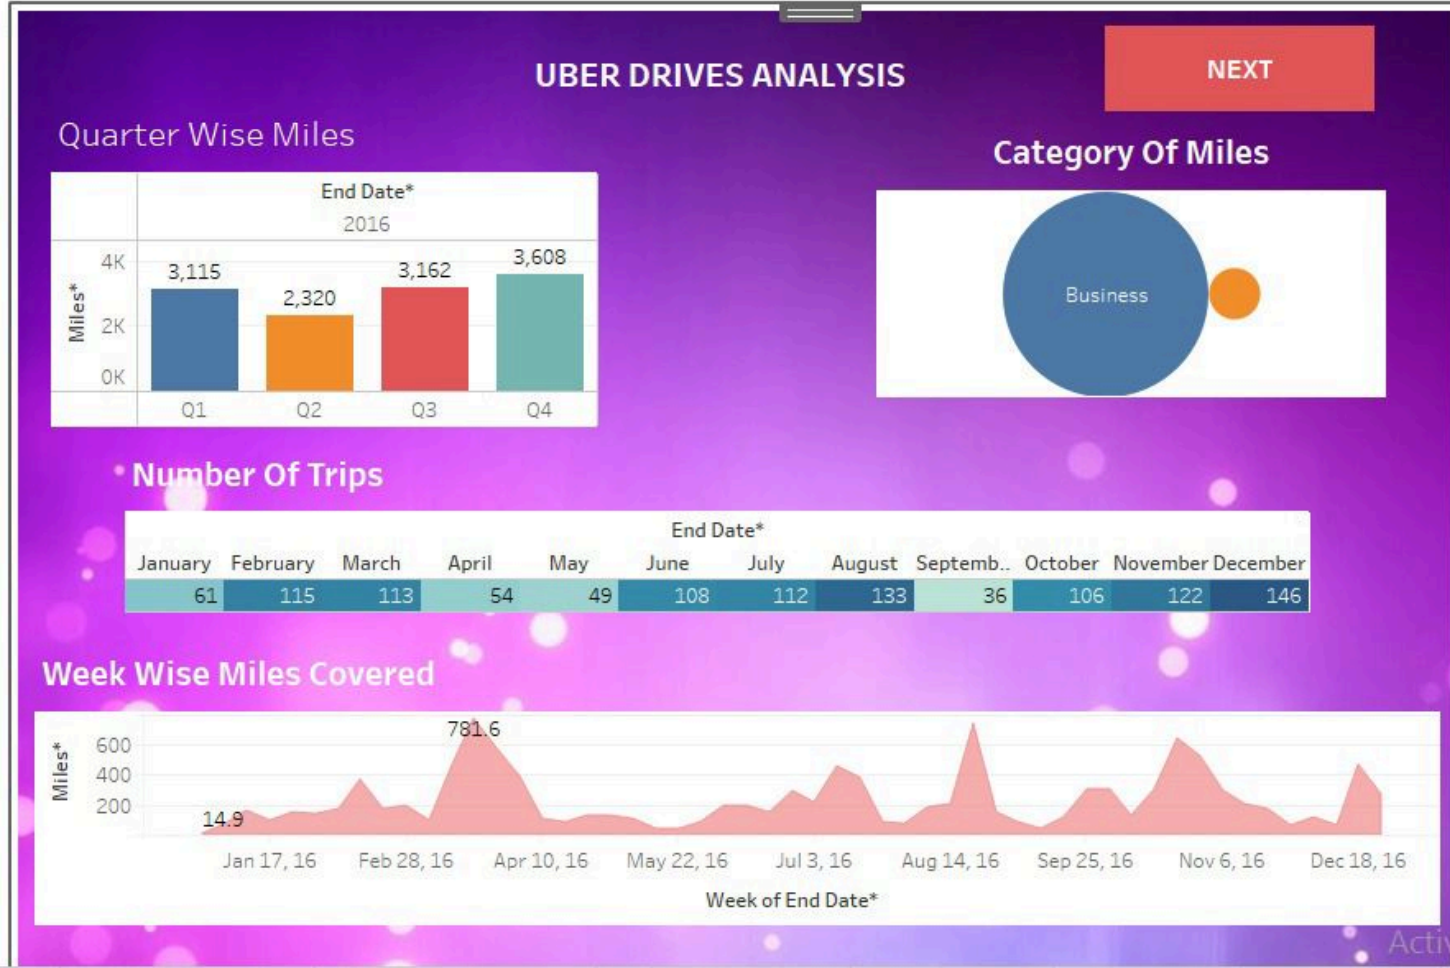 UBER DRIVES ANALYSIS
NEXT
Quarter Wise Miles
Category Of Miles
End Date*
2016
Miles*
4K
2K
0K
3,115
2,320
3,162
3,608
Q1 Q2 Q3 Q4
Business
Number Of Trips
End Date*
January February March April May June July August Septemb.. October November December
61 115 113 54 49 108 112 133 36 106 122 146
Week Wise Miles Covered
Miles*
600
400
200
781.6
14.9
Jan 17, 16 Feb 28, 16 Apr 10, 16 May 22, 16 Jul 3, 16 Aug 14, 16 Sep 25, 16 Nov 6, 16 Dec 18, 16
Week of End Date*